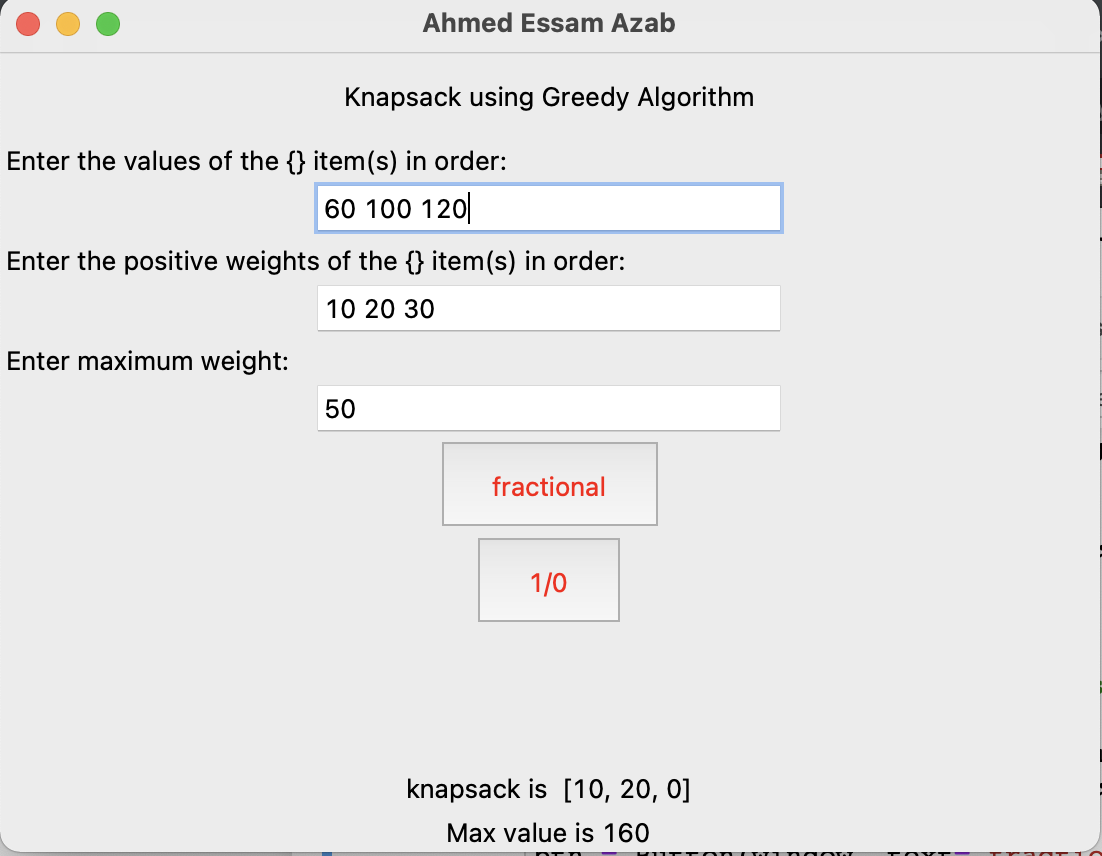 Ahmed Essam Azab
Knapsack using Greedy Algorithm
Enter the values of the {} item(s) in order:
60 100 120
Enter the positive weights of the {} item(s) in order:
10 20 30
Enter maximum weight:
50
fractional
1/0
knapsack is [10, 20, 0]
Max value is 160